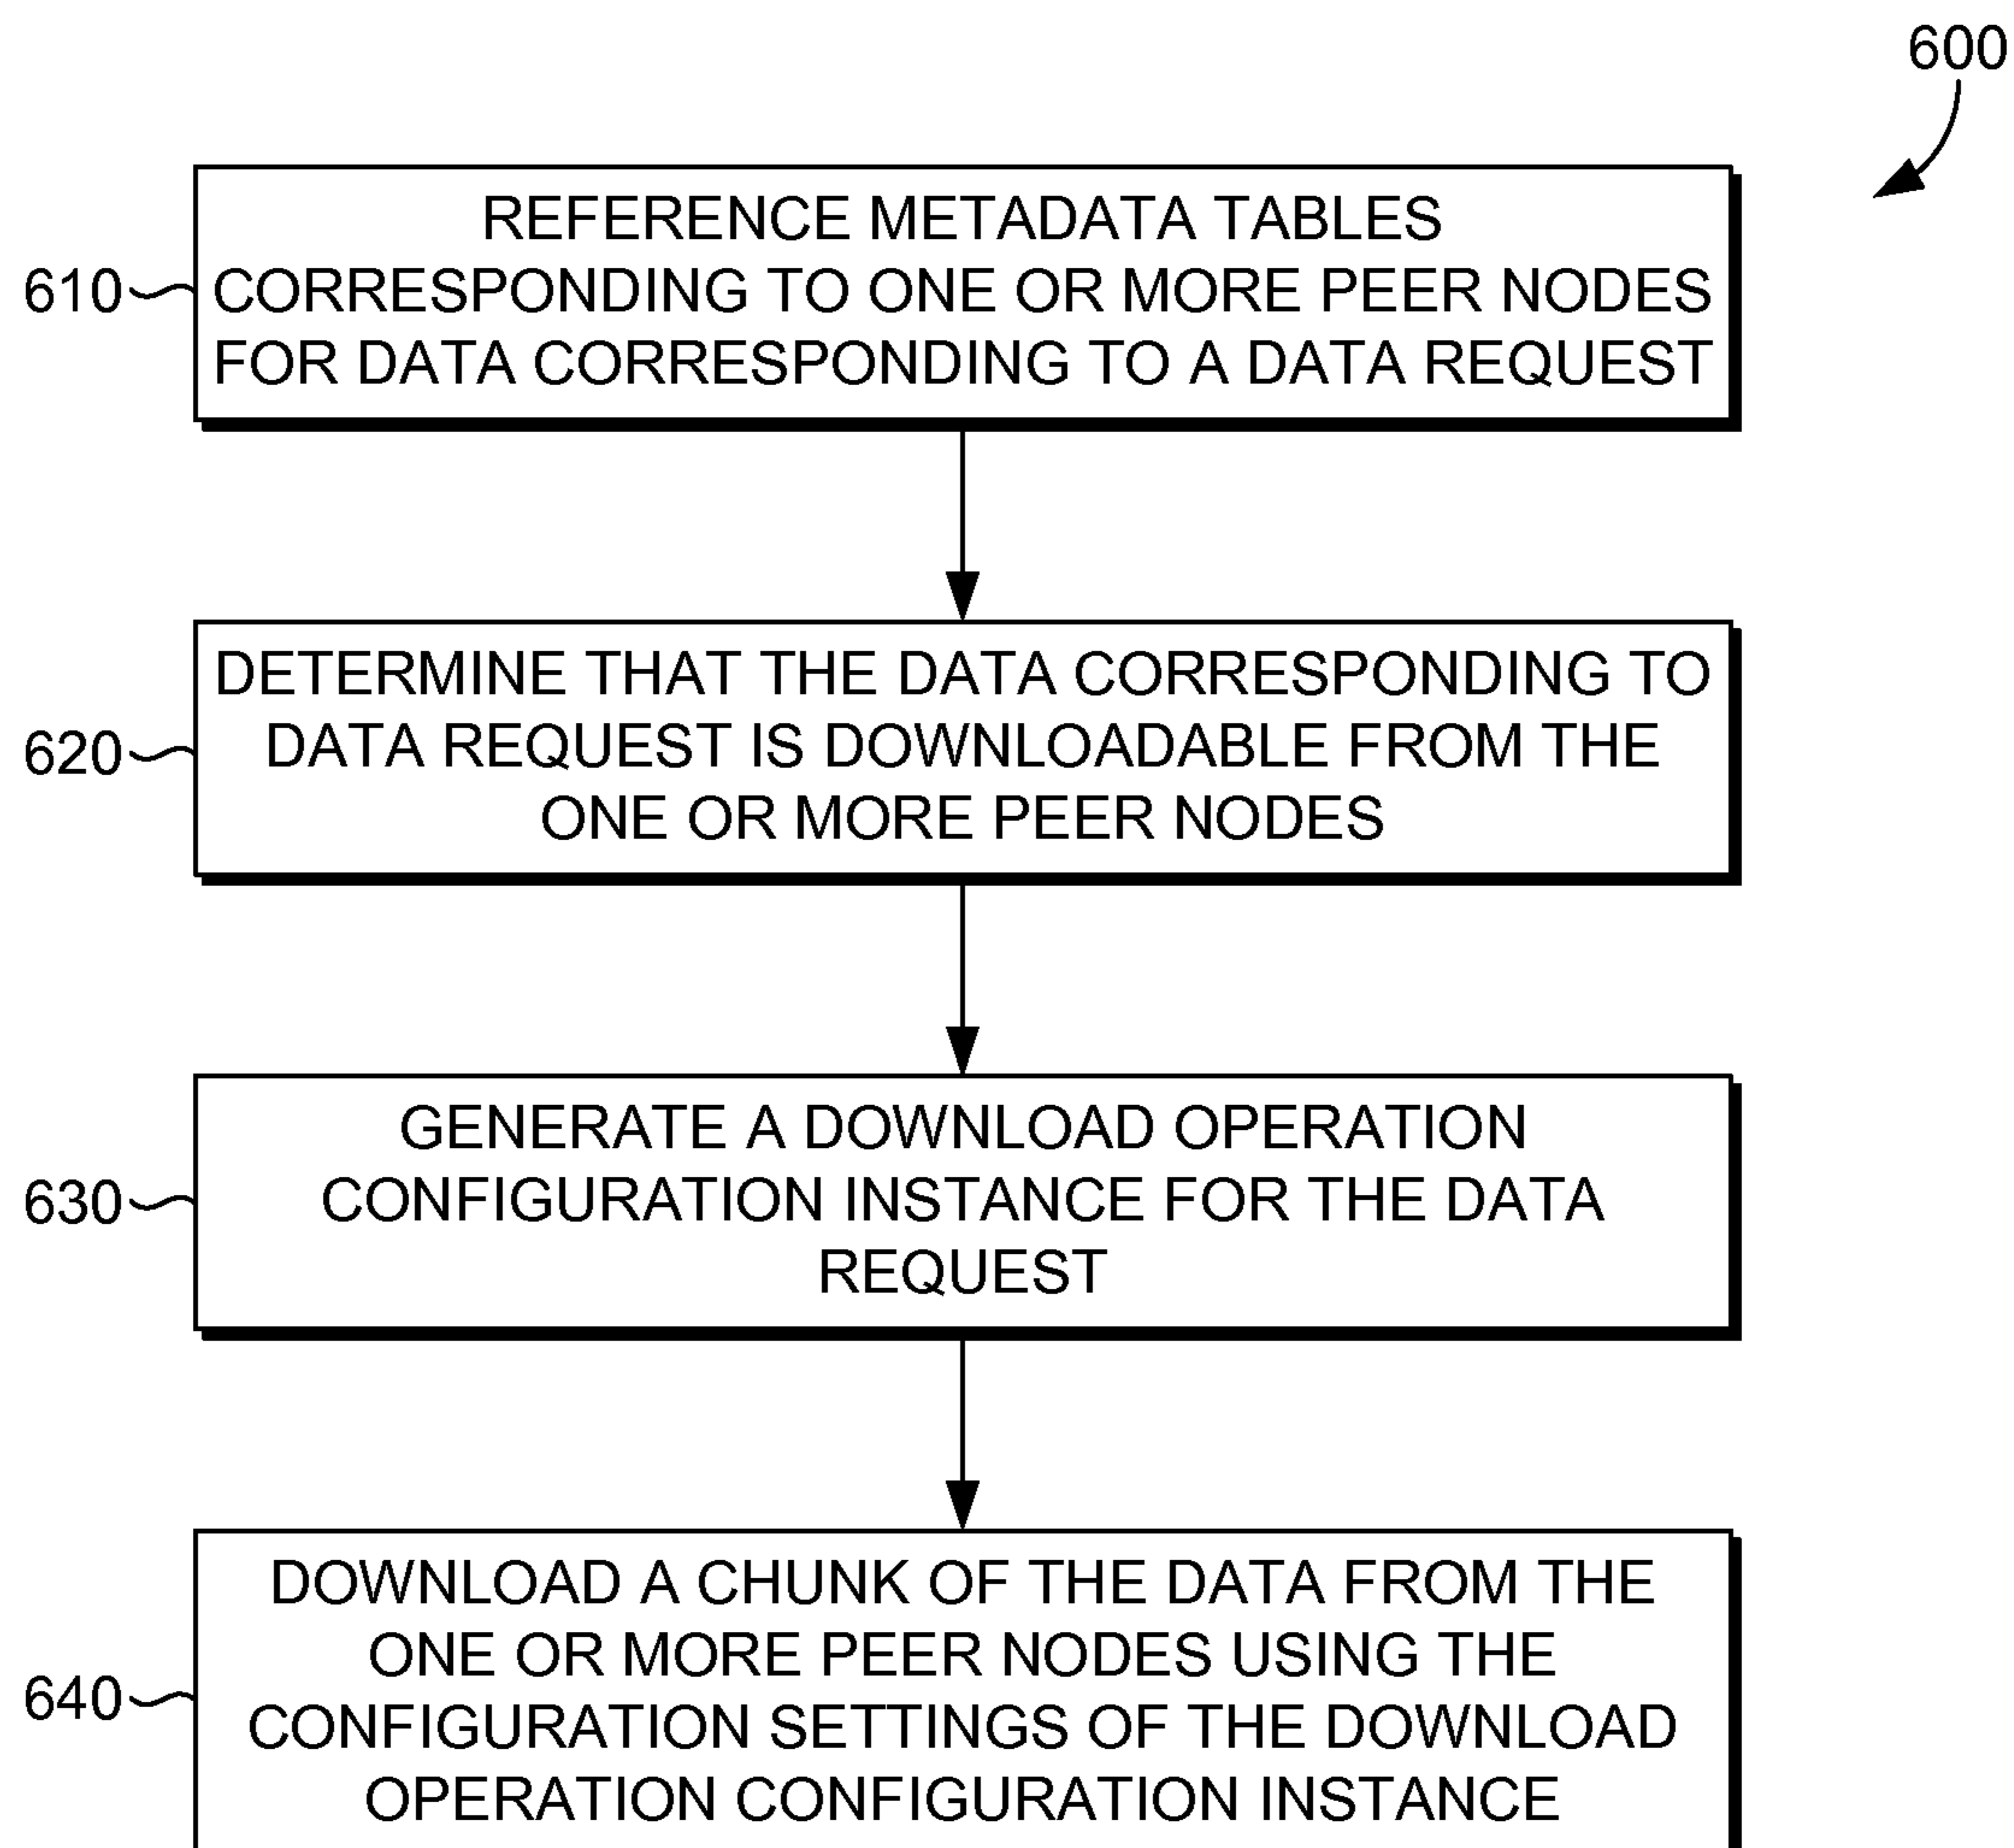 600
REFERENCE METADATA TABLES
610 CORRESPONDING TO ONE OR MORE PEER NODES
FOR DATA CORRESPONDING TO A DATA REQUEST
DETERMINE THAT THE DATA CORRESPONDING TO
620 DATA REQUEST IS DOWNLOADABLE FROM THE
ONE OR MORE PEER NODES
GENERATE A DOWNLOAD OPERATION
630 CONFIGURATION INSTANCE FOR THE DATA
REQUEST
DOWNLOAD A CHUNK OF THE DATA FROM THE
ONE OR MORE PEER NODES USING THE
640 CONFIGURATION SETTINGS OF THE DOWNLOAD
OPERATION CONFIGURATION INSTANCE